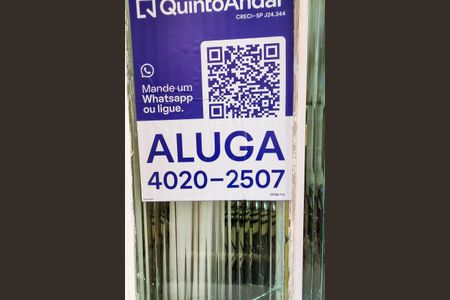 QuintoAndar
CRECI-SP J24.344
Mande um
Whatsapp
ou ligue.
ALUGA
4020-2507